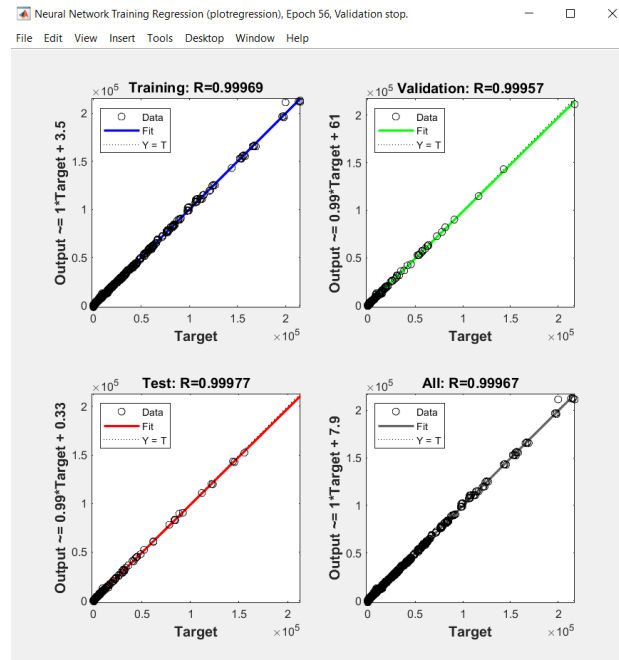 Neural Network Training Regression (plotregression), Epoch 56, Validation stop.
File Edit View Insert Tools Desktop Window Help
×10^5
Training: R=0.99969
Data
Fit
Y = T
Output ~= 1*Target + 3.5
2
1.5
1
0.5
0
0 0.5 1 1.5 2
Target
×10^5
×10^5
Validation: R=0.99957
Data
Fit
Y = T
Output ~= 0.99*Target + 61
2
1.5
1
0.5
0
0 0.5 1 1.5 2
Target
×10^5
×10^5
Test: R=0.99977
Data
Fit
Y = T
Output ~= 0.99*Target + 0.33
2
1.5
1
0.5
0
0 0.5 1 1.5 2
Target
×10^5
×10^5
All: R=0.99967
Data
Fit
Y = T
Output ~= 1*Target + 7.9
2
1.5
1
0.5
0
0 0.5 1 1.5 2
Target
×10^5